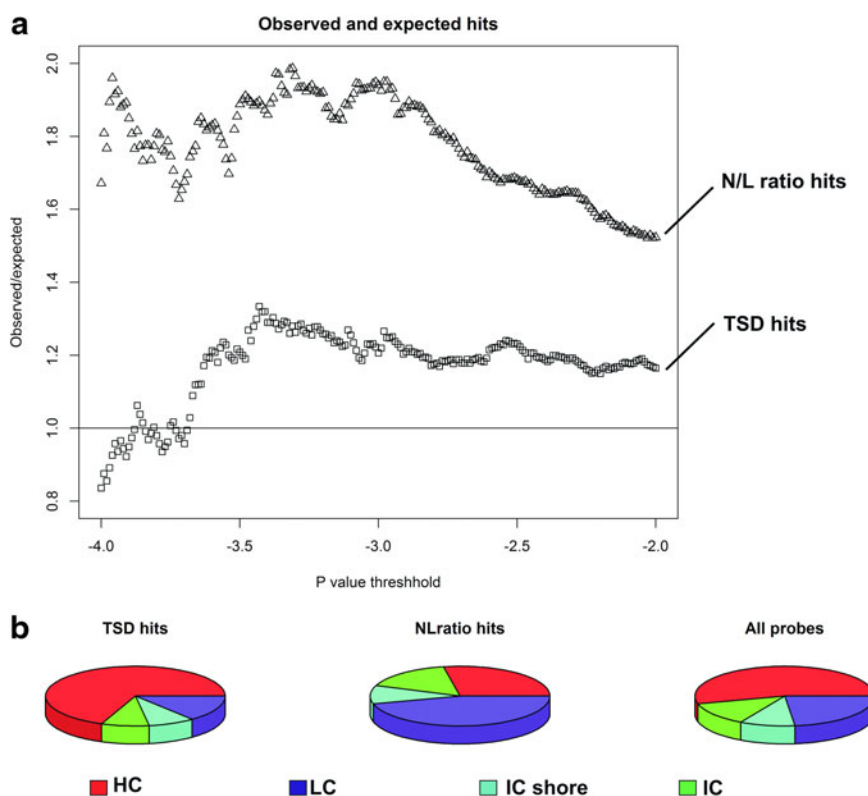 a
Observed and expected hits
Observed/expected
2.0
1.8
1.6
1.4
1.2
1.0
0.8
N/L ratio hits
TSD hits
-4.0 -3.5 -3.0 -2.5 -2.0
P value threshhold
b
TSD hits NLratio hits All probes
HC LC IC shore IC